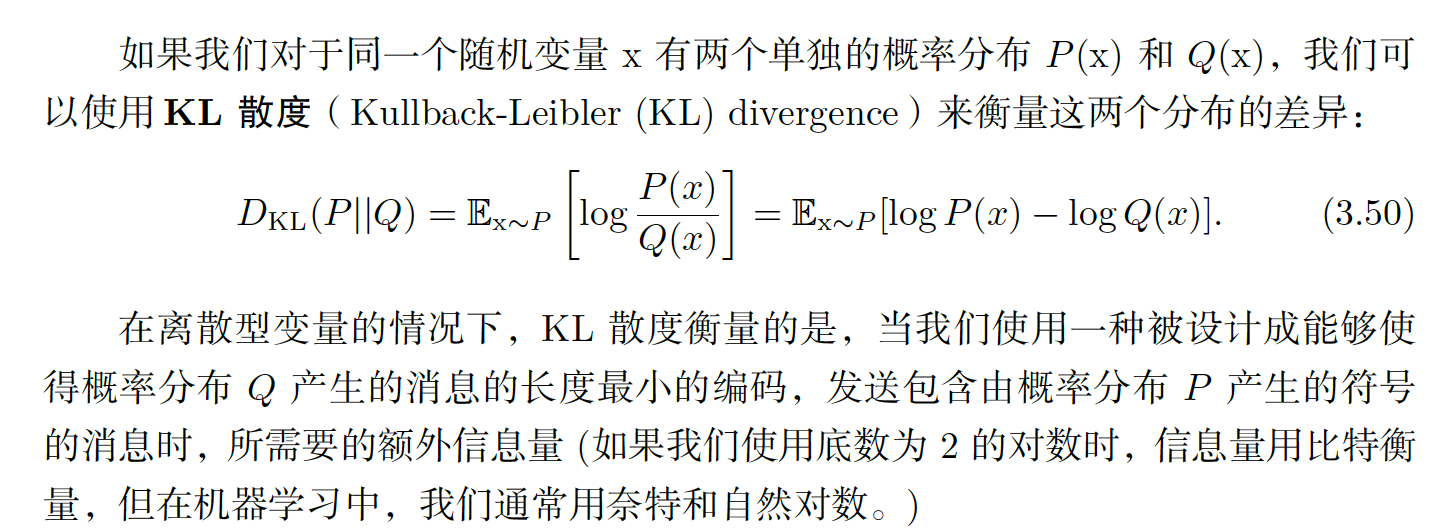 如果我们对于同一个随机变量 x 有两个单独的概率分布 P(x) 和 Q(x)，我们可
以使用 KL 散度（Kullback-Leibler (KL) divergence）来衡量这两个分布的差异：
D_{KL}(P||Q) = \mathbb{E}_{x∼P} \left[ \log \frac{P(x)}{Q(x)} \right] = \mathbb{E}_{x∼P}[\log P(x) − \log Q(x)]. (3.50)
在离散型变量的情况下，KL 散度衡量的是，当我们使用一种被设计成能够使
得概率分布 Q 产生的消息的长度最小的编码，发送包含由概率分布 P 产生的符号
的消息时，所需要的额外信息量 (如果我们使用底数为 2 的对数时，信息量用比特衡
量，但在机器学习中，我们通常用奈特和自然对数。)